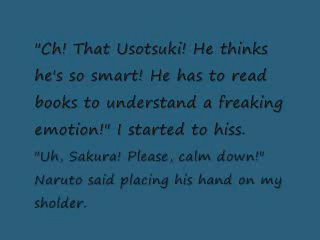 "Ch! That Usotsuki! He thinks
he's so smart! He has to read
books to understand a freaking
emotion!" I started to hiss.
"Uh, Sakura! Please, calm down!"
Naruto said placing his hand on my
sholder.